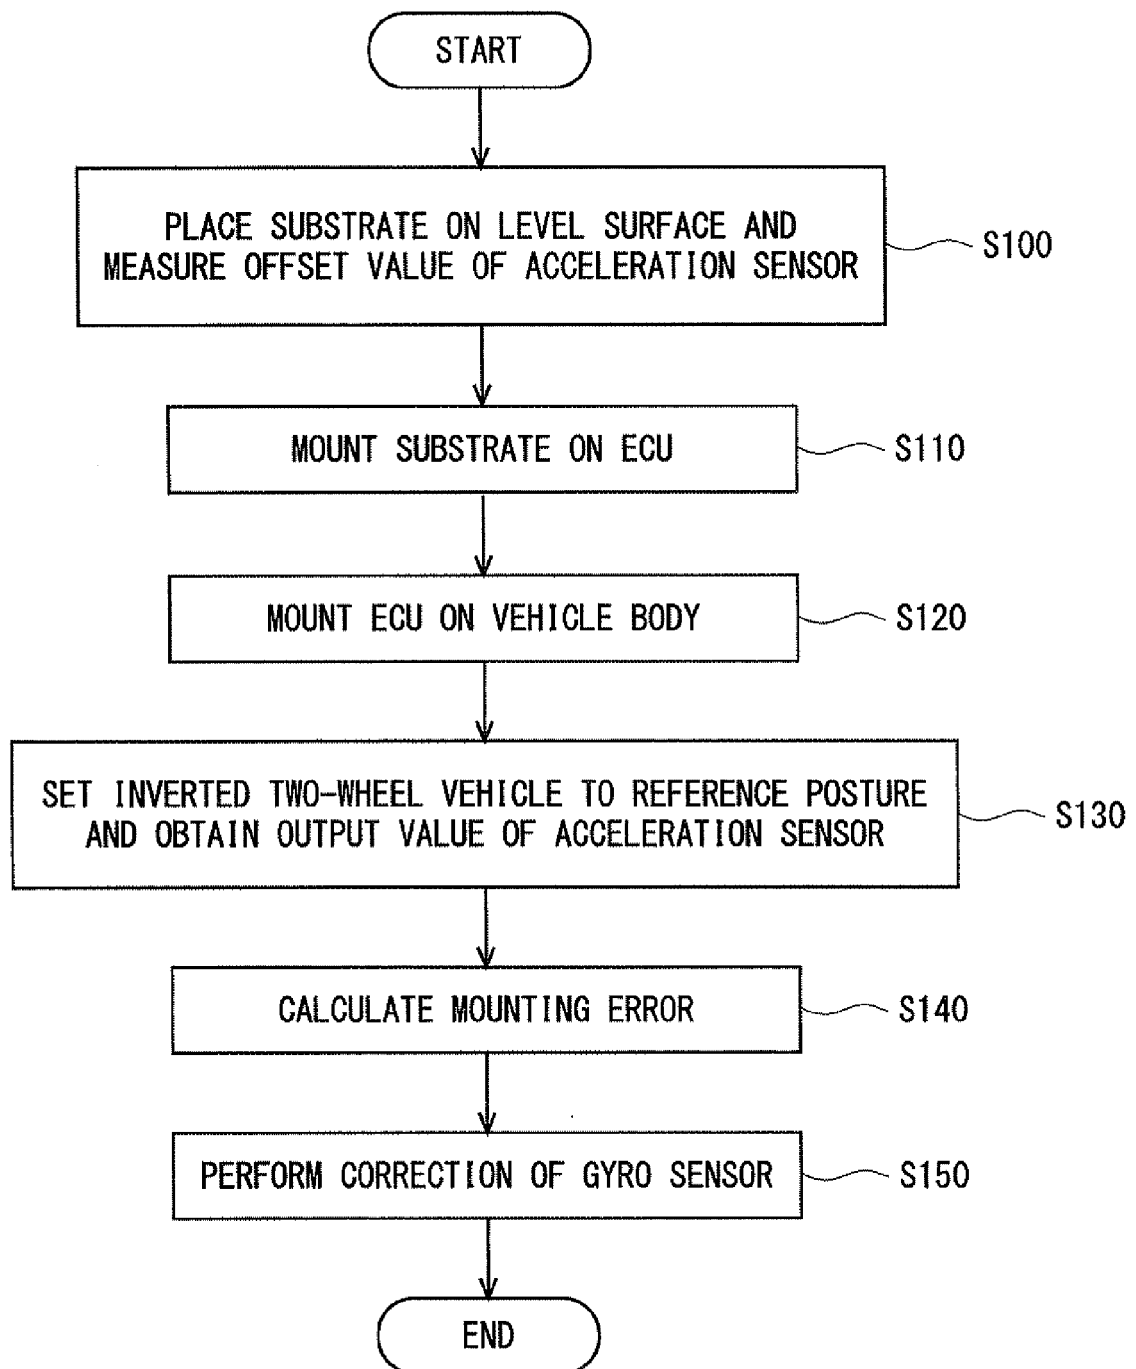 START
PLACE SUBSTRATE ON LEVEL SURFACE AND
MEASURE OFFSET VALUE OF ACCELERATION SENSOR
S100
MOUNT SUBSTRATE ON ECU
S110
MOUNT ECU ON VEHICLE BODY
S120
SET INVERTED TWO-WHEEL VEHICLE TO REFERENCE POSTURE
AND OBTAIN OUTPUT VALUE OF ACCELERATION SENSOR
S130
CALCULATE MOUNTING ERROR
S140
PERFORM CORRECTION OF GYRO SENSOR
S150
END